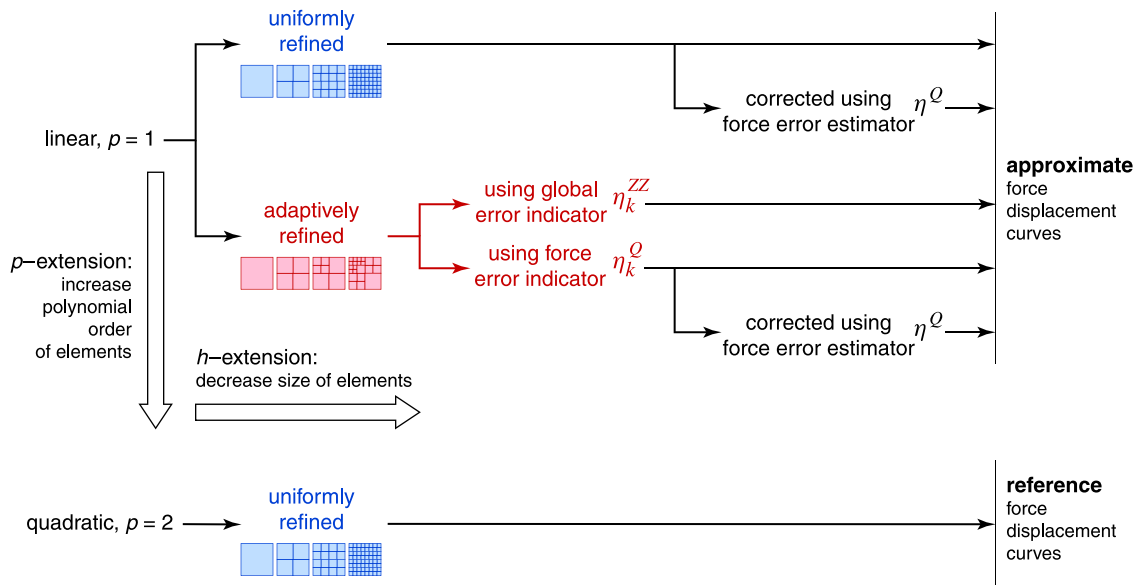 uniformly
refined
corrected using
force error estimator η^Q
linear, p = 1
approximate
force
displacement
curves
using global
error indicator η_k^ZZ
adaptively
refined
using force
error indicator η_k^Q
p–extension:
increase
polynomial
order
of elements
corrected using
force error estimator η^Q
h–extension:
decrease size of elements
reference
force
displacement
curves
uniformly
refined
quadratic, p = 2